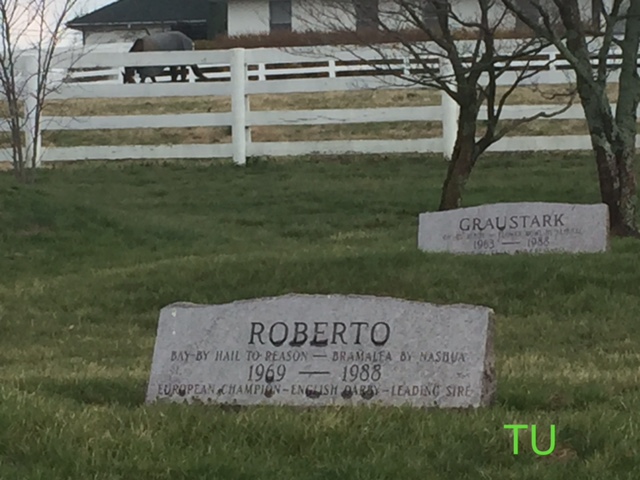 GRAUSTARK
1963 — 1988
ROBERTO
BAY BY HAIL TO REASON — BRAMALEA BY NASHUA
1969 — 1988
EUROPEAN CHAMPION — ENGLISH DARBY — LEADING SIRE
TU